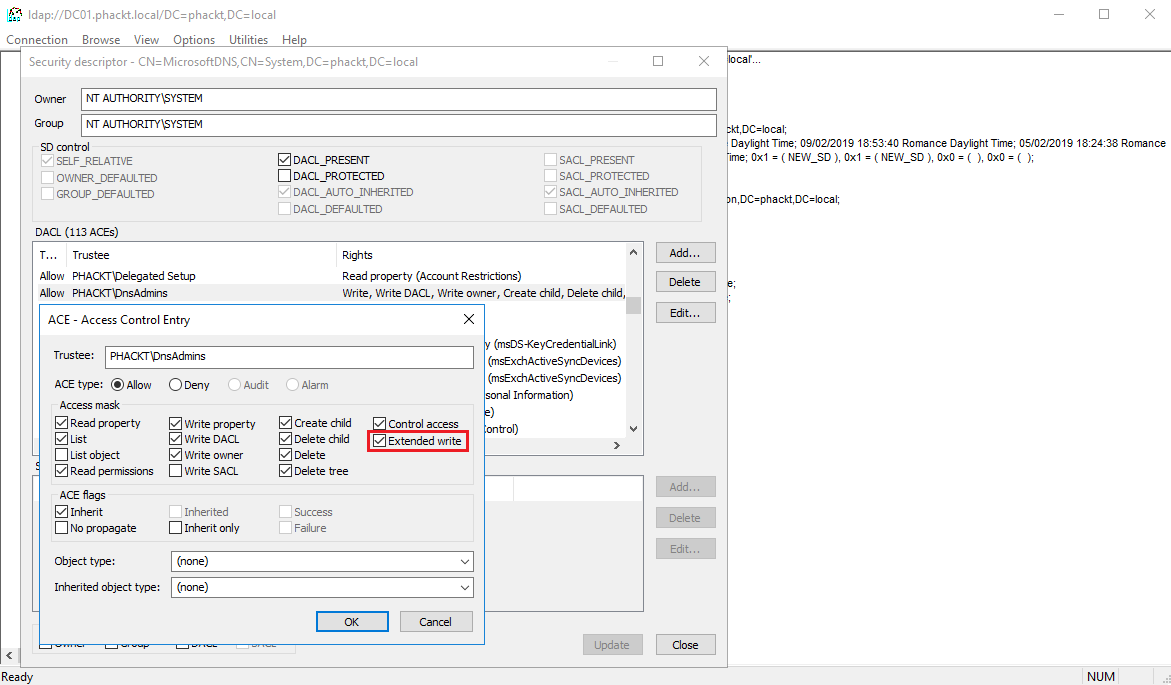 ldap://DC01.phackt.local/DC=phackt,DC=local
Connection Browse View Options Utilities Help
Security descriptor - CN=MicrosoftDNS,CN=System,DC=phackt,DC=local
local'...
Owner NT AUTHORITY\SYSTEM
Group NT AUTHORITY\SYSTEM
ckt,DC=local;
Daylight Time; 09/02/2019 18:53:40 Romance Daylight Time; 05/02/2019 18:24:38 Romance
Time; 0x1 = ( NEW_SD ), 0x1 = ( NEW_SD ), 0x0 = ( ), 0x0 = ( );
on,DC=phackt,DC=local;
SD control
SELF_RELATIVE DACL_PRESENT SACL_PRESENT
OWNER_DEFAULTED DACL_PROTECTED SACL_PROTECTED
GROUP_DEFAULTED DACL_AUTO_INHERITED SACL_AUTO_INHERITED
DACL_DEFAULTED SACL_DEFAULTED
DACL (113 ACEs)
T... Trustee Rights
Allow PHACKT\Delegated Setup Read property (Account Restrictions)
Allow PHACKT\DnsAdmins Write, Write DACL, Write owner, Create child, Delete child,
Add...
Delete
Edit...
e;
;
y (msDS-KeyCredentialLink)
(msExchActiveSyncDevices)
(msExchActiveSyncDevices)
sonal Information)
e)
Control)
ACE - Access Control Entry
Trustee: PHACKT\DnsAdmins
ACE type: Allow Deny Audit Alarm
Access mask
Read property Write property Create child Control access
List Write DACL Delete child Extended write
List object Write owner Delete
Read permissions Write SACL Delete tree
ACE flags
Inherit Inherited Success
No propagate Inherit only Failure
Object type: (none)
Inherited object type: (none)
OK Cancel
S
Add...
Delete
Edit...
Owner Group DACL SACL
Update Close
Ready NUM